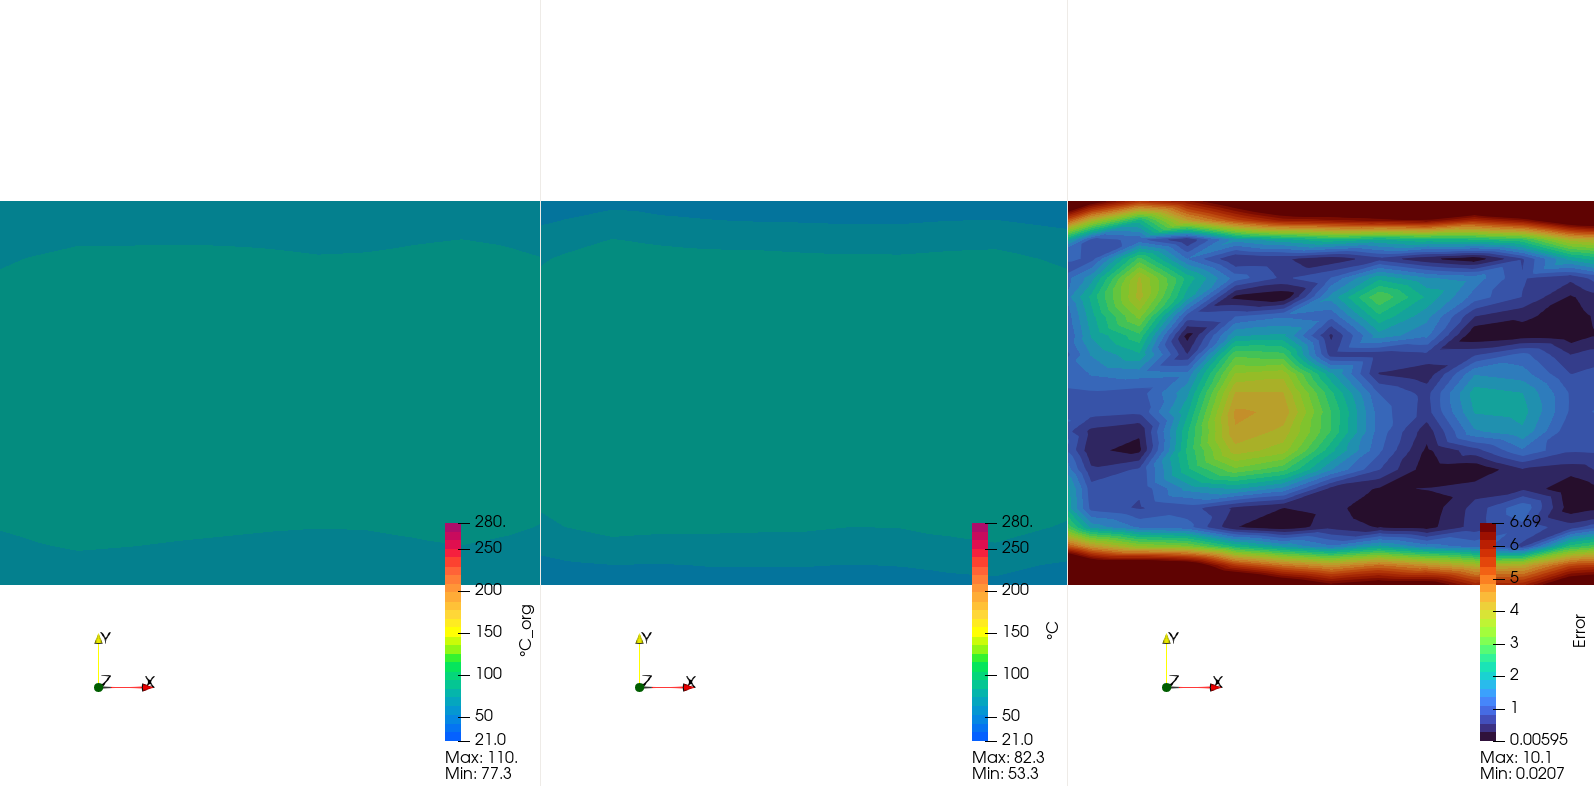 280.
250
200
150
100
50
21.0
°C_org
Max: 110.
Min: 77.3
Y
Z
X
280.
250
200
150
100
50
21.0
°C
Max: 82.3
Min: 53.3
Y
Z
X
6.69
6
5
4
3
2
1
0.00595
Error
Max: 10.1
Min: 0.0207
Y
Z
X